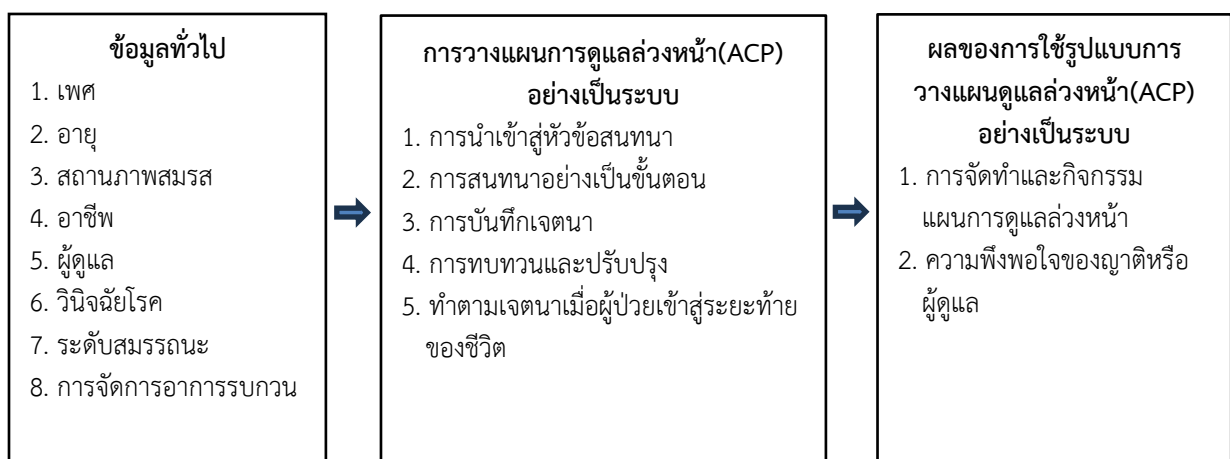 ข้อมูลทั่วไป
1. เพศ
2. อายุ
3. สถานภาพสมรส
4. อาชีพ
5. ผู้ดูแล
6. วินิจฉัยโรค
7. ระดับสมรรถนะ
8. การจัดการอาการรบกวน
การวางแผนการดูแลล่วงหน้า(ACP)
อย่างเป็นระบบ
1. การนำเข้าสู่หัวข้อสนทนา
2. การสนทนาอย่างเป็นขั้นตอน
3. การบันทึกเจตนา
4. การทบทวนและปรับปรุง
5. ทำตามเจตนาเมื่อผู้ป่วยเข้าสู่ระยะท้าย
ของชีวิต
ผลของการใช้รูปแบบการ
วางแผนดูแลล่วงหน้า(ACP)
อย่างเป็นระบบ
1. การจัดทำและกิจกรรม
แผนการดูแลล่วงหน้า
2. ความพึงพอใจของญาติหรือ
ผู้ดูแล